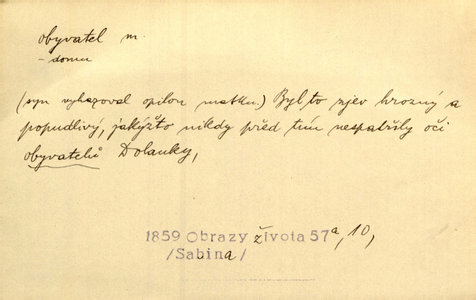 obyvatel m.
- domu
(syn vyhazoval opilou matku.) Byl to zjev hrozný a
popudlivý, jakýžto nikdy před tím nespatřily oči
obyvatelů Dolanky,
1859 Obrazy života 57a, 10,
/Sabina/